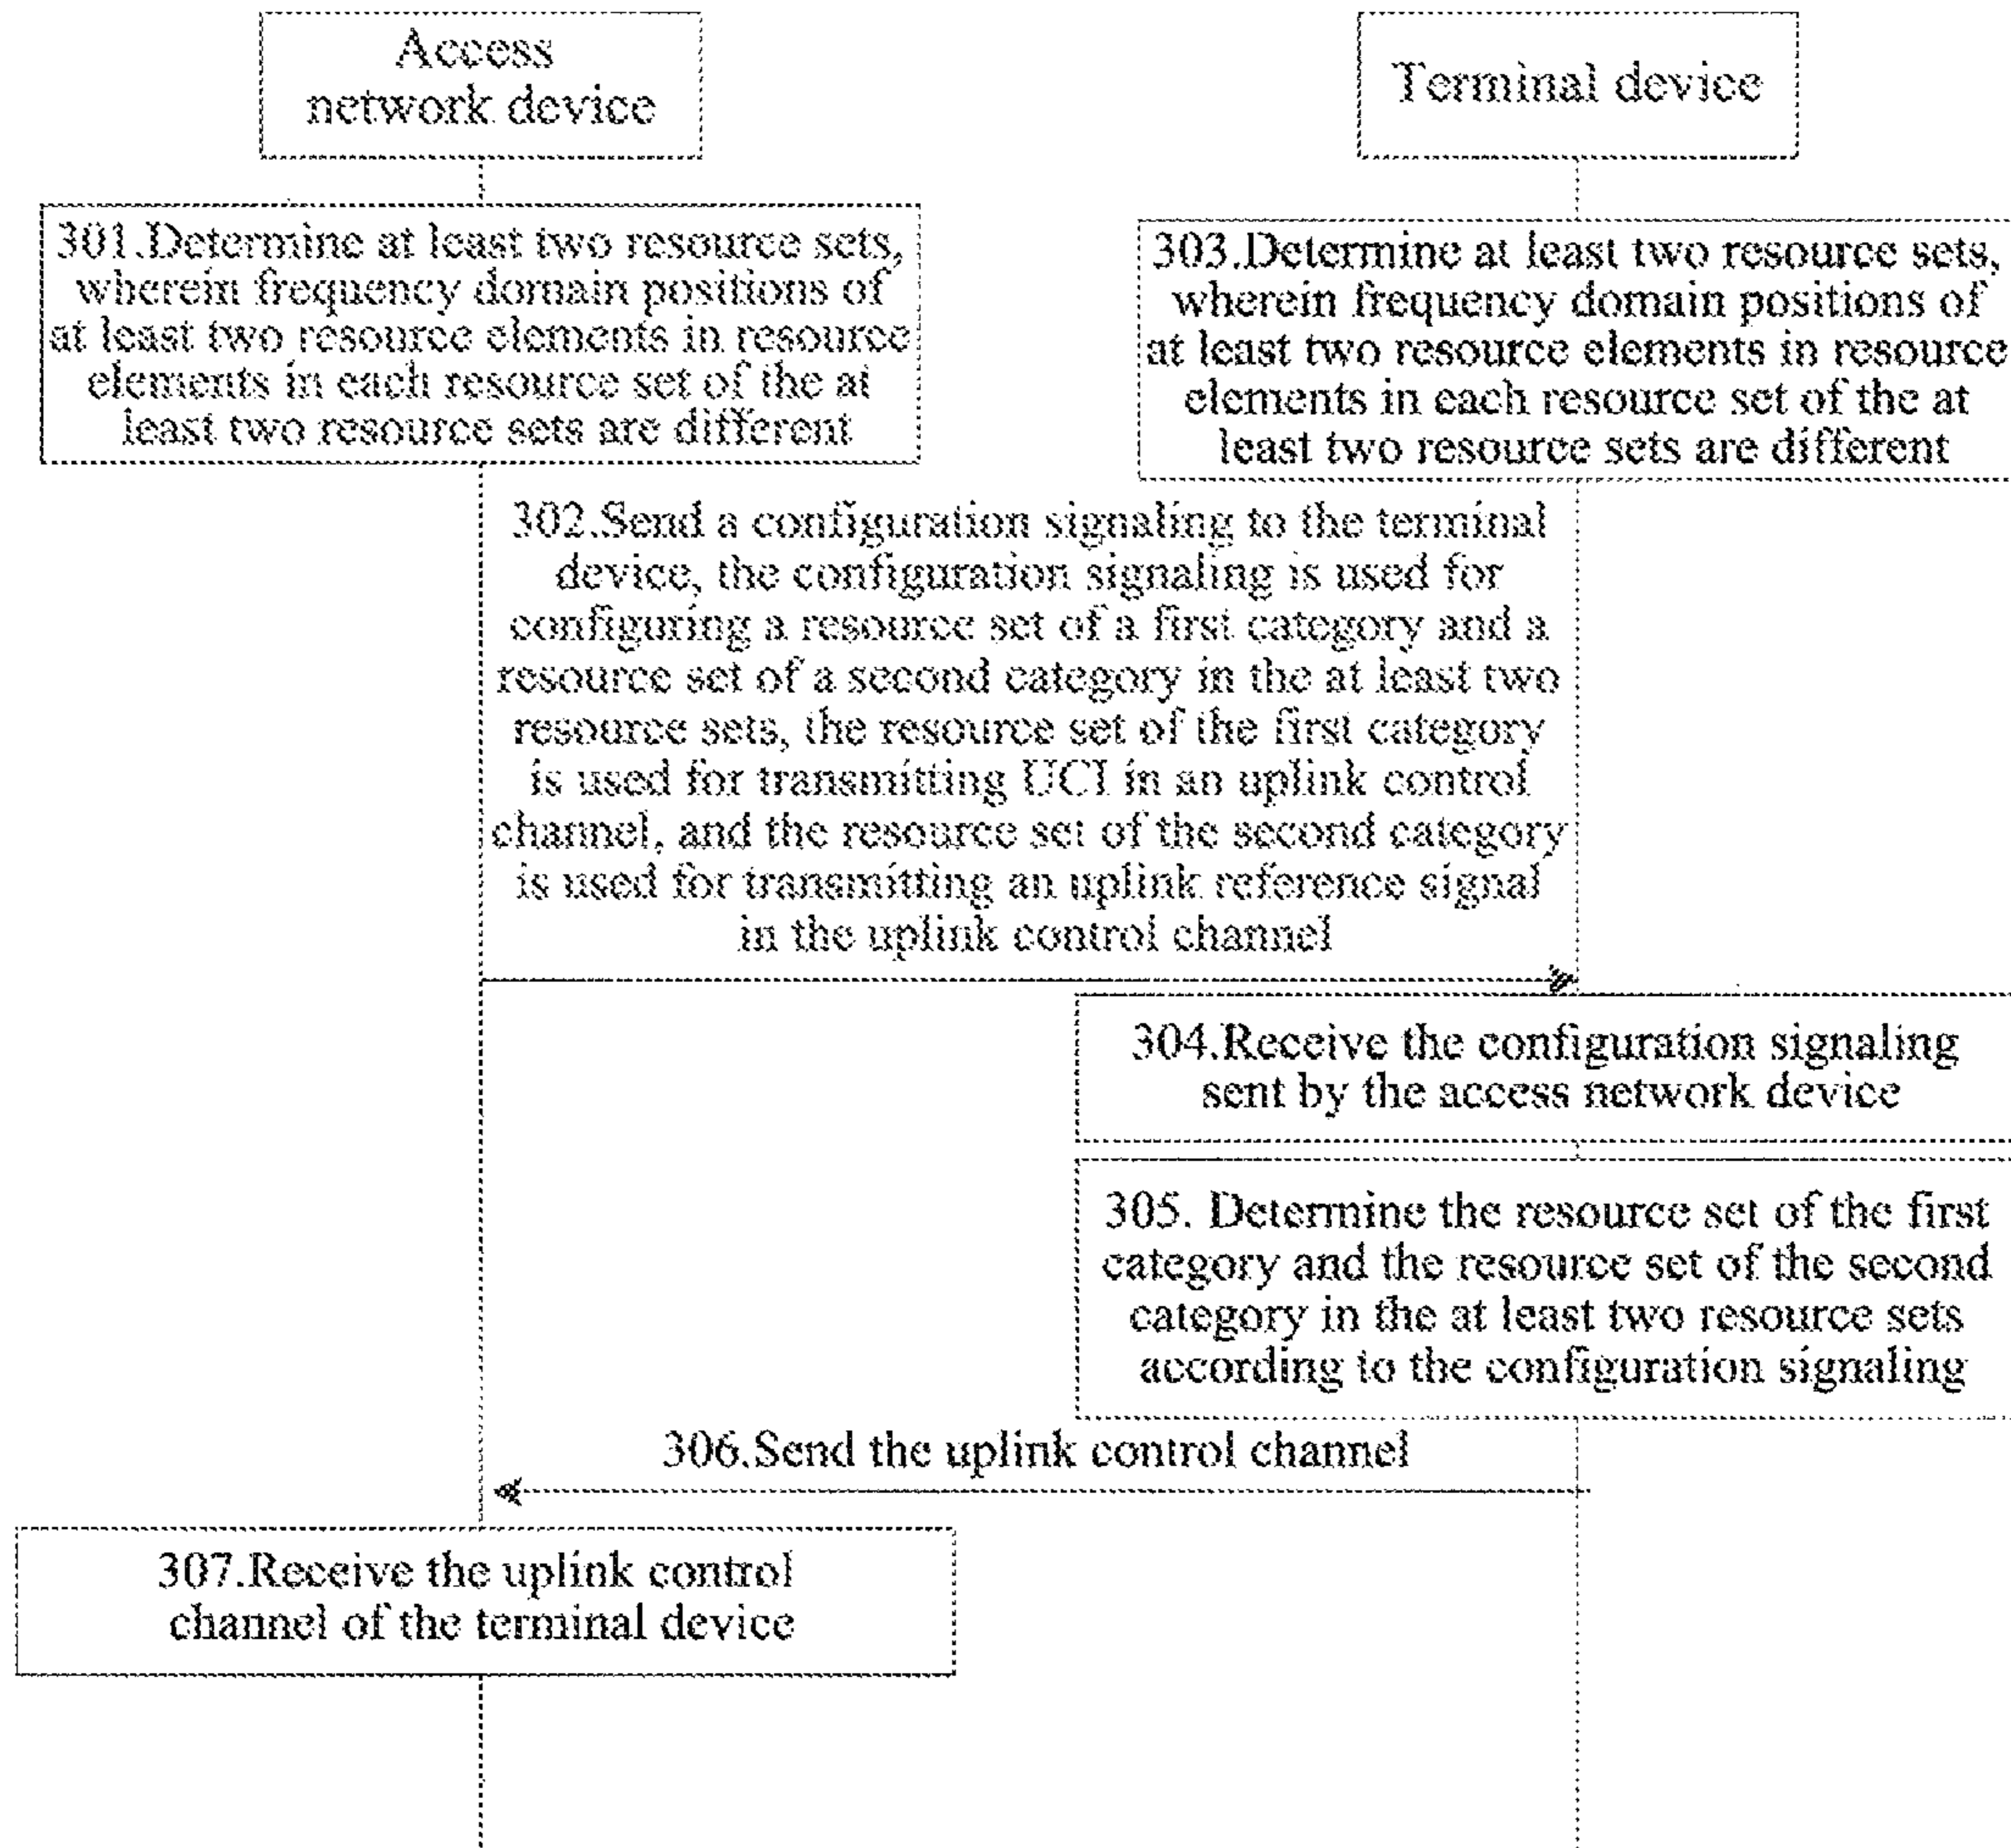 Access
network device
Terminal device
301.Determine at least two resource sets,
wherein frequency domain positions of
at least two resource elements in resource
elements in each resource set of the at
least two resource sets are different
303.Determine at least two resource sets,
wherein frequency domain positions of
at least two resource elements in resource
elements in each resource set of the at
least two resource sets are different
302.Send a configuration signaling to the terminal
device, the configuration signaling is used for
configuring a resource set of a first category and a
resource set of a second category in the at least two
resource sets, the resource set of the first category
is used for transmitting UCI in an uplink control
channel, and the resource set of the second category
is used for transmitting an uplink reference signal
in the uplink control channel
304.Receive the configuration signaling
sent by the access network device
305. Determine the resource set of the first
category and the resource set of the second
category in the at least two resource sets
according to the configuration signaling
306.Send the uplink control channel
307.Receive the uplink control
channel of the terminal device